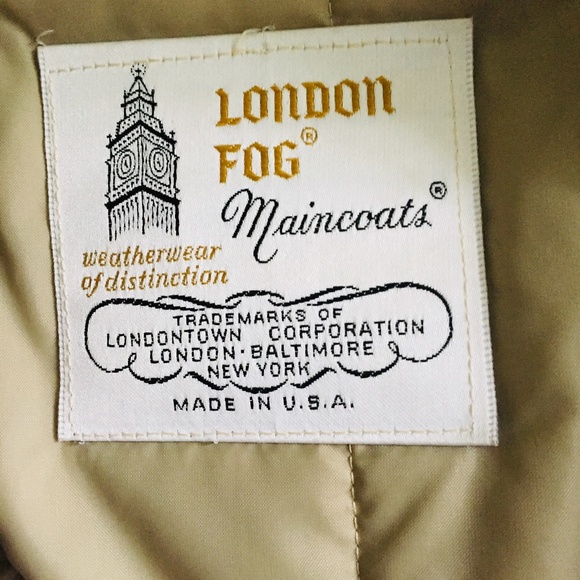 LONDON
FOG®
Maincoats®
weatherwear
of distinction
TRADEMARKS OF
LONDONTOWN CORPORATION
LONDON·BALTIMORE
NEW YORK
MADE IN U.S.A.